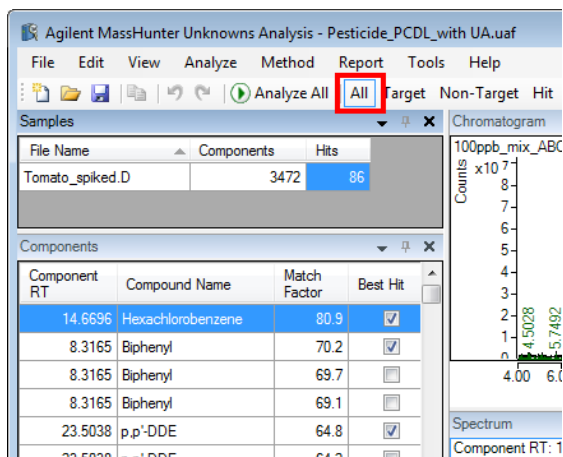 Agilent MassHunter Unknowns Analysis - Pesticide_PCDL_with UA.uaf
File Edit View Analyze Method Report Tools Help
Analyze All All Target Non-Target Hit
Samples
File Name Components Hits
Tomato_spiked.D 3472 86
Components
Component RT Compound Name Match Factor Best Hit
14.6696 Hexachlorobenzene 80.9
8.3165 Biphenyl 70.2
8.3165 Biphenyl 69.7
8.3165 Biphenyl 69.1
23.5038 p,p'-DDE 64.8
Chromatogram
100ppb_mix_ABC
Counts
x10 7
8
7
6
5
4
3
2
1
0
4.5028
5.7492
4.00 6.0
Spectrum
Component RT: 1